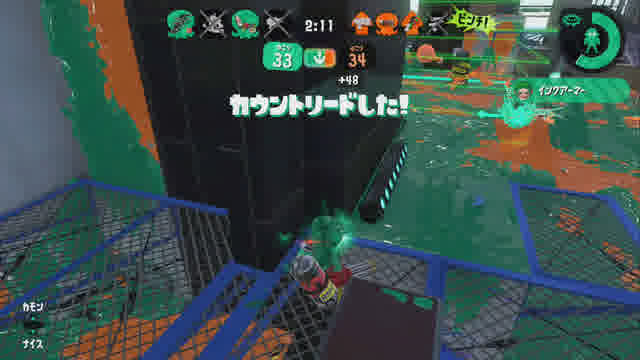 2:11
ピンチ!
33
34
+48
カウントリードした!
インクアーマー
カモン
ナイス